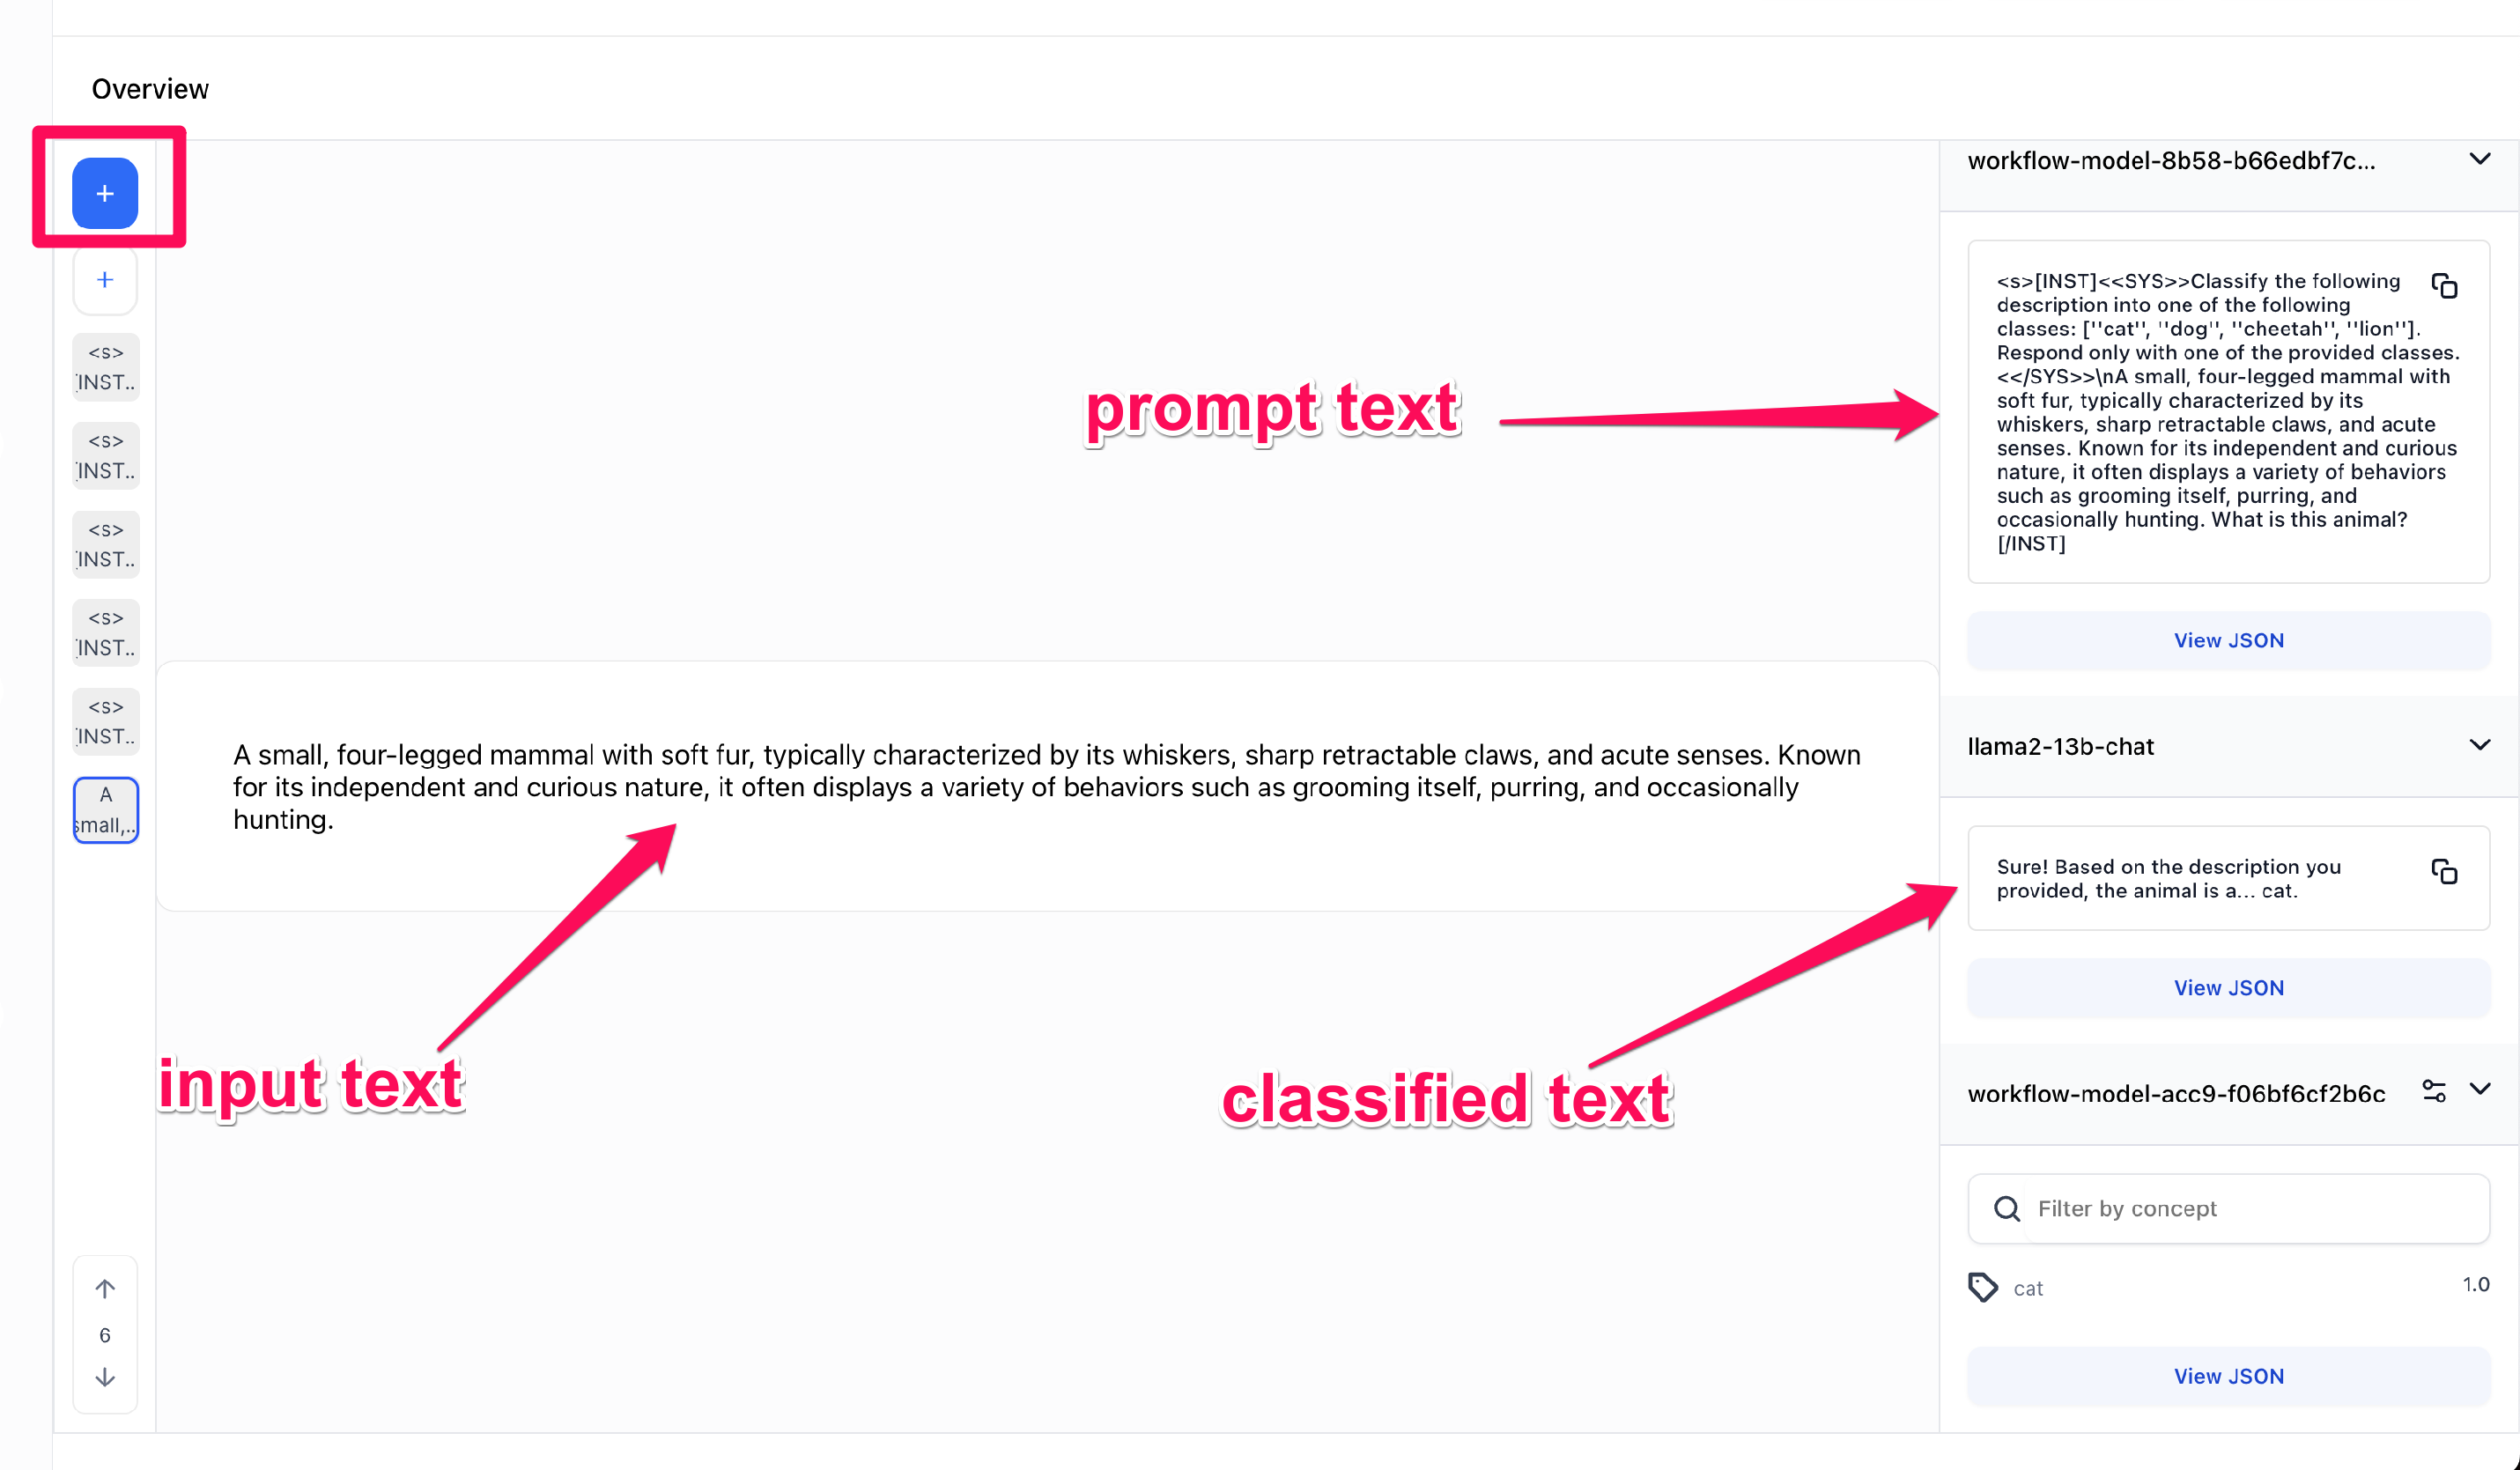 Overview
+
+
<s>
[INST..
<s>
[INST..
<s>
[INST..
<s>
[INST..
<s>
[INST..
A
small,..
6
prompt text
A small, four-legged mammal with soft fur, typically characterized by its whiskers, sharp retractable claws, and acute senses. Known
for its independent and curious nature, it often displays a variety of behaviors such as grooming itself, purring, and occasionally
hunting.
input text
classified text
workflow-model-8b58-b66edbf7c...
<s>[INST]<<SYS>>Classify the following
description into one of the following
classes: [''cat'', ''dog'', ''cheetah'', ''lion''].
Respond only with one of the provided classes.
<</SYS>>\nA small, four-legged mammal with
soft fur, typically characterized by its
whiskers, sharp retractable claws, and acute
senses. Known for its independent and curious
nature, it often displays a variety of behaviors
such as grooming itself, purring, and
occasionally hunting. What is this animal?
[/INST]
View JSON
llama2-13b-chat
Sure! Based on the description you
provided, the animal is a... cat.
View JSON
workflow-model-acc9-f06bf6cf2b6c
Filter by concept
cat 1.0
View JSON